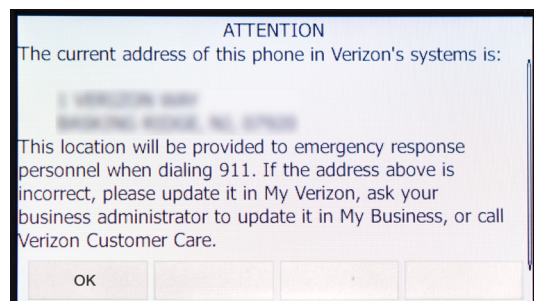 ATTENTION
The current address of this phone in Verizon's systems is:
This location will be provided to emergency response
personnel when dialing 911. If the address above is
incorrect, please update it in My Verizon, ask your
business administrator to update it in My Business, or call
Verizon Customer Care.
OK